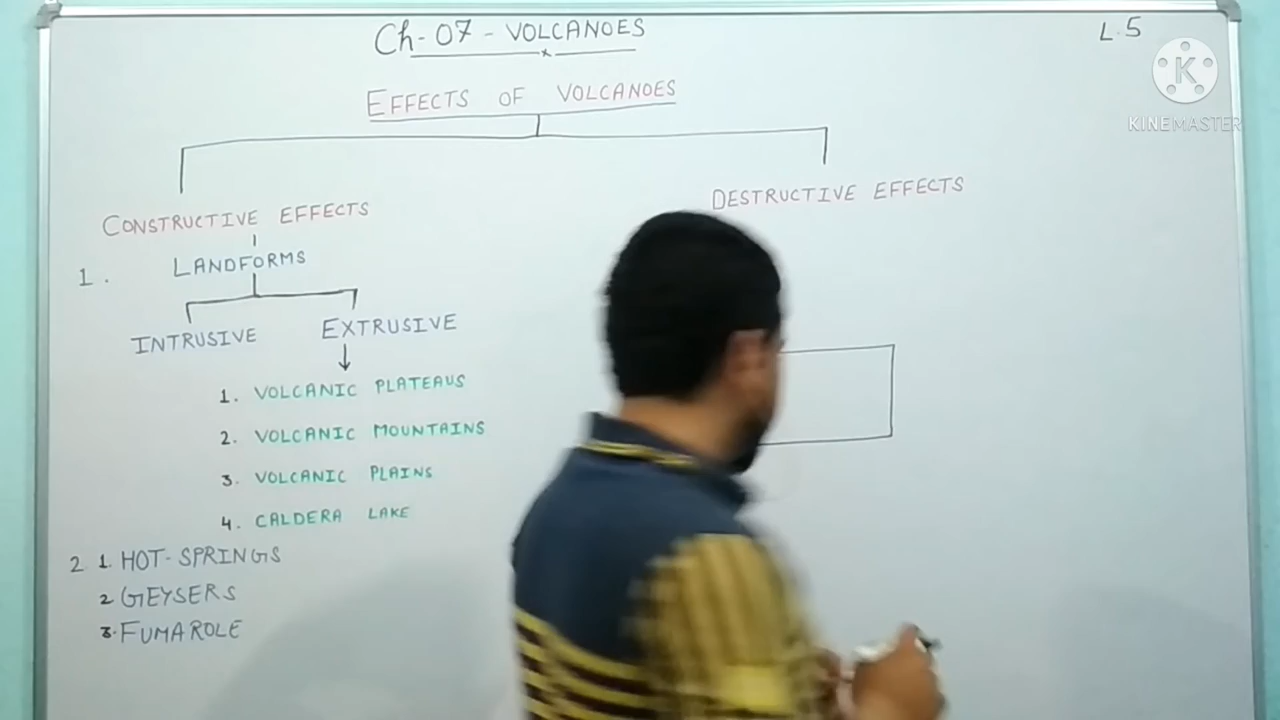 Ch-07-VOLCANOES
L.5
K
KINEMASTER
EFFECTS OF VOLCANOES
CONSTRUCTIVE EFFECTS
DESTRUCTIVE EFFECTS
1. LANDFORMS
INTRUSIVE EXTRUSIVE
1. VOLCANIC PLATEAUS
2. VOLCANIC MOUNTAINS
3. VOLCANIC PLAINS
4. CALDERA LAKE
2 1. HOT-SPRINGS
2 GEYSERS
3. FUMAROLE